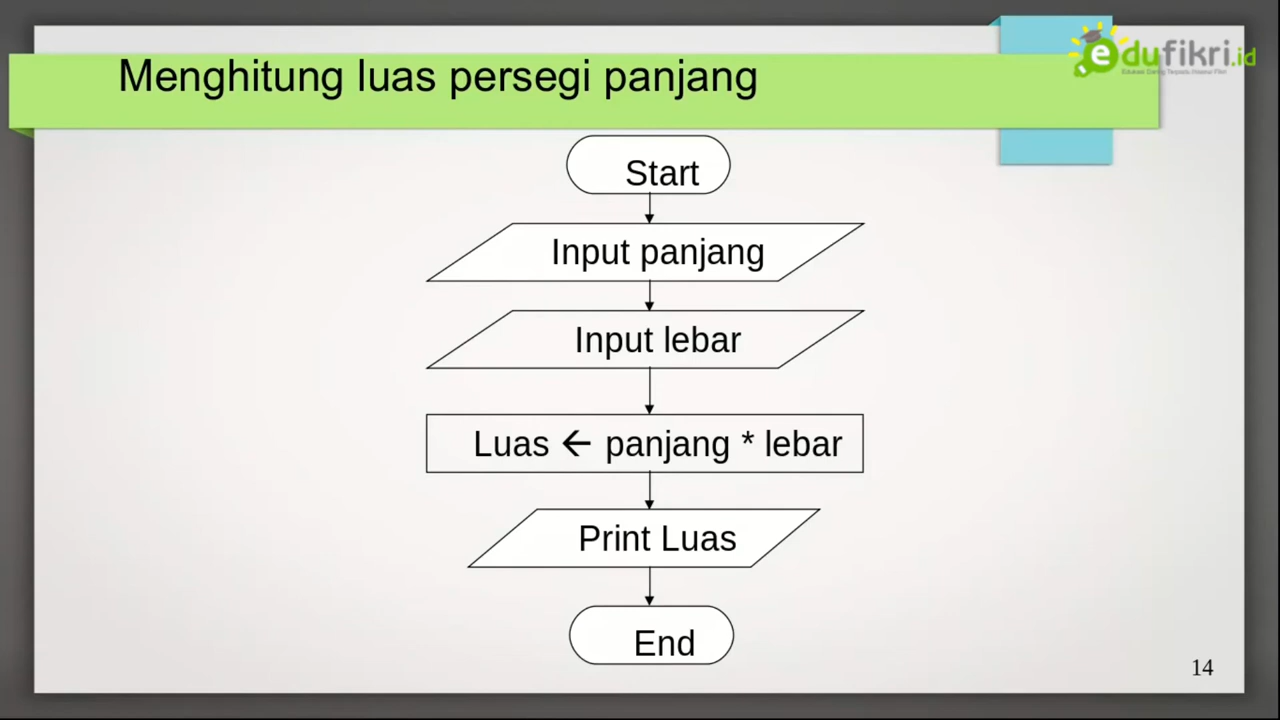 edufikri.id
Menghitung luas persegi panjang
Start
Input panjang
Input lebar
Luas ← panjang * lebar
Print Luas
End
14